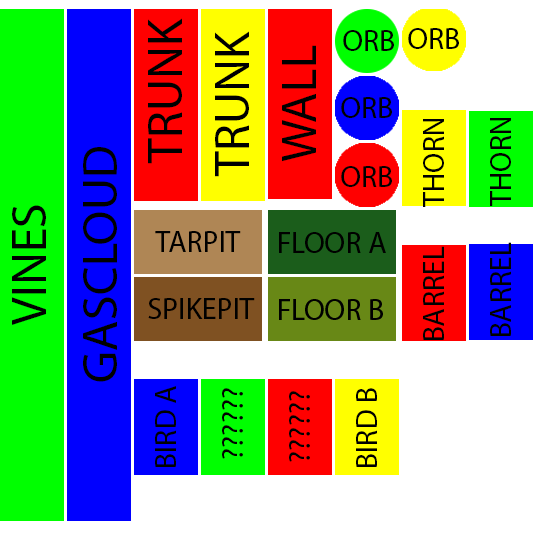 VINES
GASCLOUD
TRUNK
TRUNK
WALL
ORB
ORB
ORB
ORB
THORN
THORN
TARPIT
FLOOR A
SPIKEPIT
FLOOR B
BARREL
BARREL
BIRD A
??????
??????
BIRD B